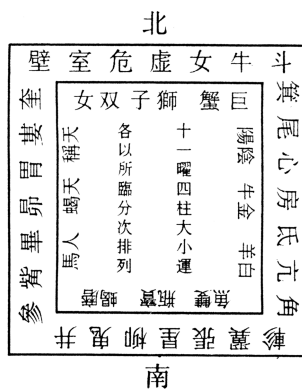 北
斗牛女虚危室壁
箕尾心房氐亢角
巨蟹 獅子 双女
陰陽 金牛 白羊
十一曜四柱大小運
各以所臨分次排列
天稱 天蝎 人馬
雙魚 寶瓶 磨蝎
奎婁胃昴畢觜參
軫翼張星柳鬼井
南